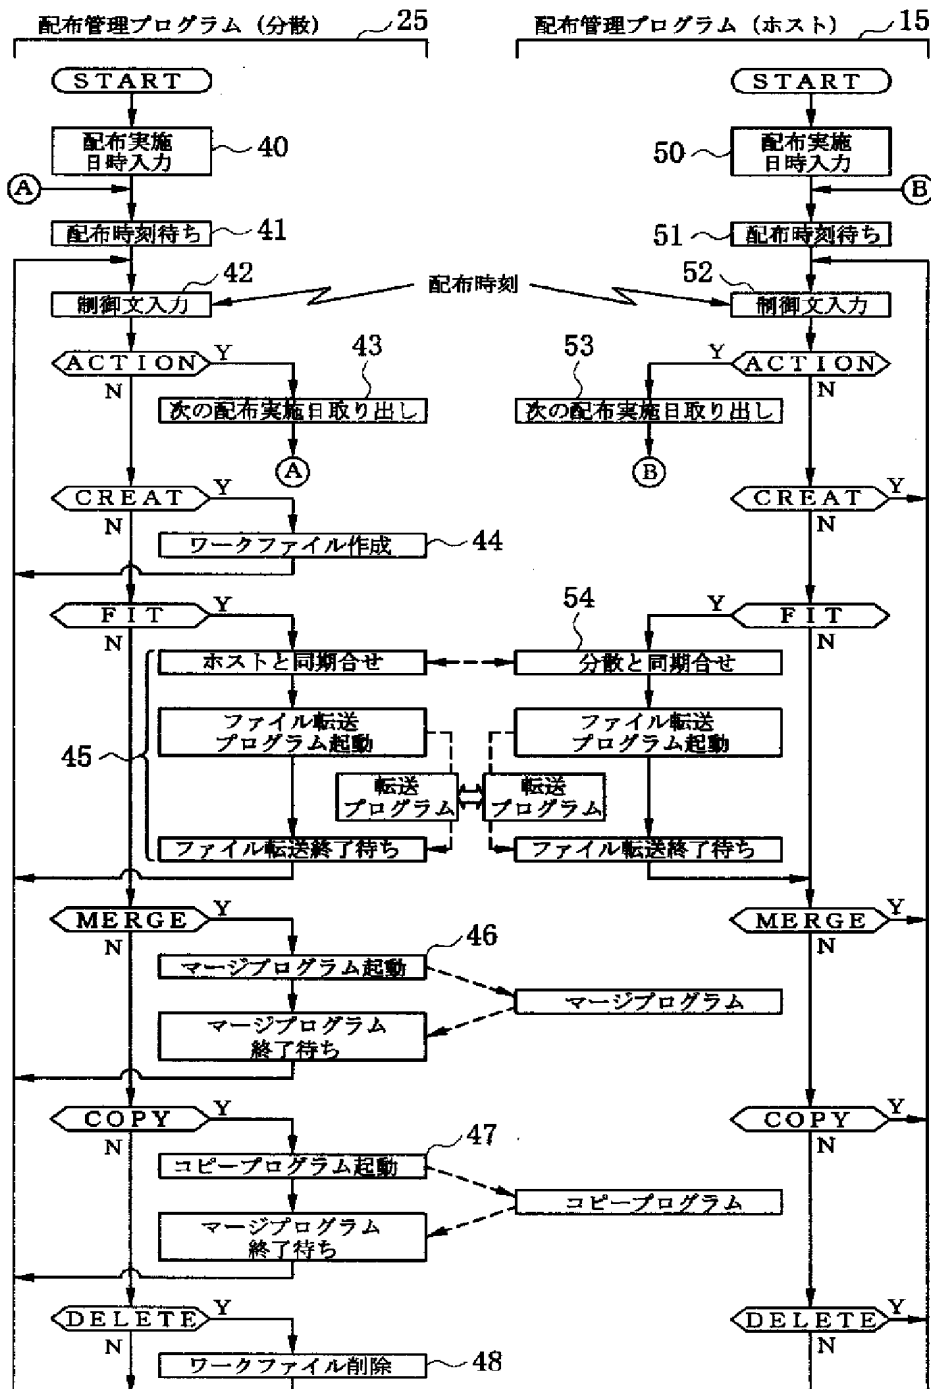 配布管理プログラム（分散） 25
配布管理プログラム（ホスト） 15
START
START
配布実施
日時入力
40
50
配布実施
日時入力
A
B
配布時刻待ち
41
51
配布時刻待ち
42
52
制御文入力
配布時刻
制御文入力
ACTION
Y
N
43
53
Y
ACTION
N
次の配布実施日取り出し
次の配布実施日取り出し
A
B
CREAT
Y
N
CREAT
Y
N
ワークファイル作成
44
FIT
Y
N
54
Y
FIT
N
ホストと同期合せ
分散と同期合せ
45
ファイル転送
プログラム起動
ファイル転送
プログラム起動
転送
プログラム
転送
プログラム
ファイル転送終了待ち
ファイル転送終了待ち
MERGE
Y
N
MERGE
Y
N
46
マージプログラム起動
マージプログラム
マージプログラム
終了待ち
COPY
Y
N
COPY
Y
N
47
コピープログラム起動
コピープログラム
マージプログラム
終了待ち
DELETE
Y
N
DELETE
Y
N
ワークファイル削除
48